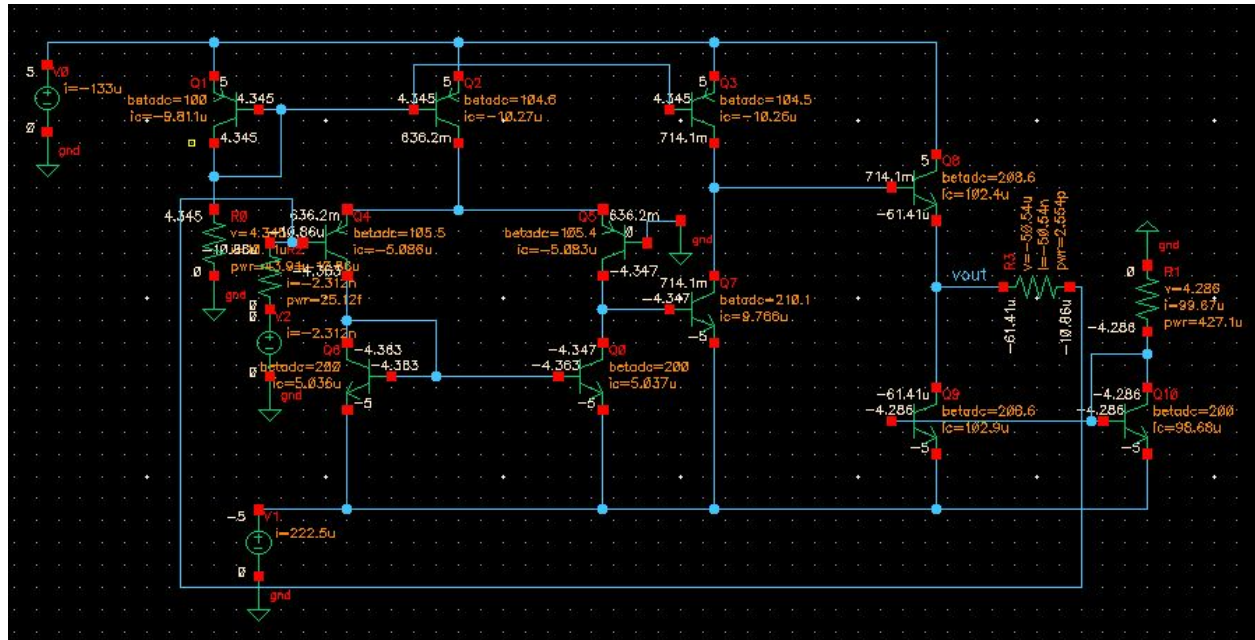 5
V0
i=-133u
0
gnd
5
Q1
betadc=100
4.345
ic=-9.811u
4.345
5
Q2
4.345
betadc=104.6
ic=-10.27u
636.2m
5
Q3
4.345
betadc=104.5
ic=-10.26u
714.1m
5
Q8
714.1m
betadc=208.6
ic=102.4u
-61.41u
4.345
R0
0
gnd
636.2m
Q4
betadc=105.5
ic=-5.086u
-4.363
636.2m
Q5
0
gnd
betadc=105.4
ic=-5.083u
-4.347
i=-2.312n
pwr=25.12f
0
V2
i=-2.312n
0
gnd
714.1m
Q7
-4.347
betadc=210.1
ic=9.766u
-5
vout
R3
v=-50.54u
i=-50.54n
pwr=2.554p
-61.41u
-10.86u
gnd
0
R1
v=4.286
i=99.67u
pwr=427.1u
-4.286
Q6
-4.363
-4.363
betadc=200
ic=5.036u
-5
-4.347
Q0
-4.363
betadc=200
ic=5.037u
-5
-61.41u
Q9
-4.286
betadc=206.6
ic=102.9u
-5
-4.286
Q10
-4.286
betadc=200
ic=98.68u
-5
-5
V1
i=-222.5u
0
gnd